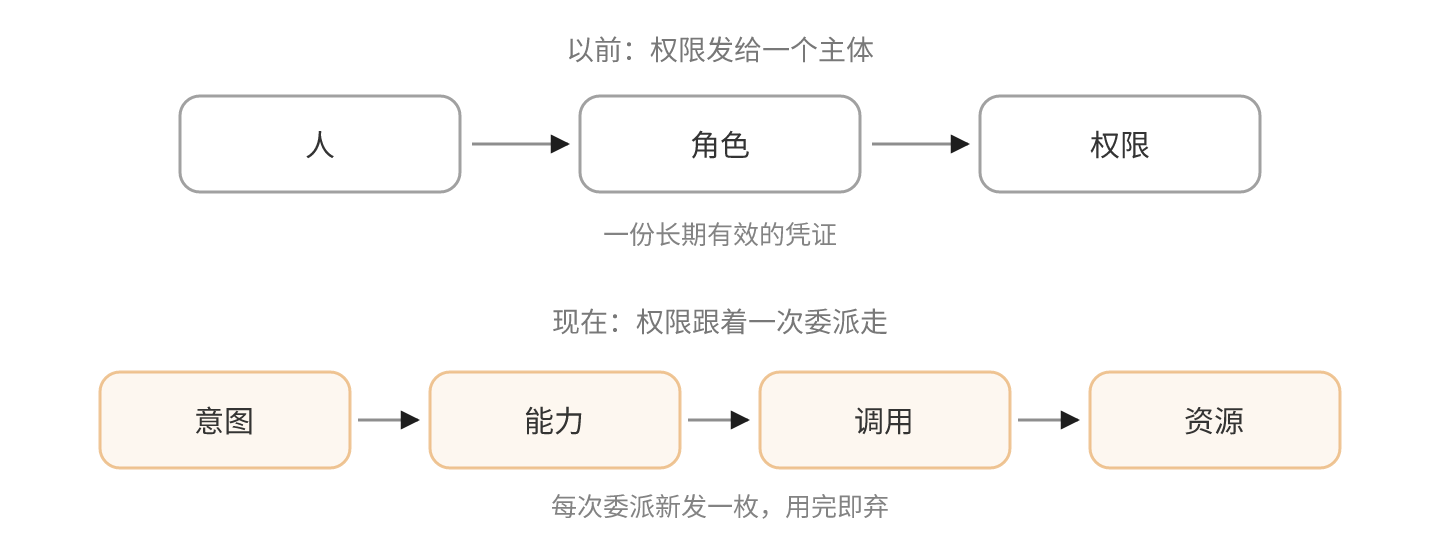 以前：权限发给一个主体
人
角色
权限
一份长期有效的凭证
现在：权限跟着一次委派走
意图
能力
调用
资源
每次委派新发一枚，用完即弃